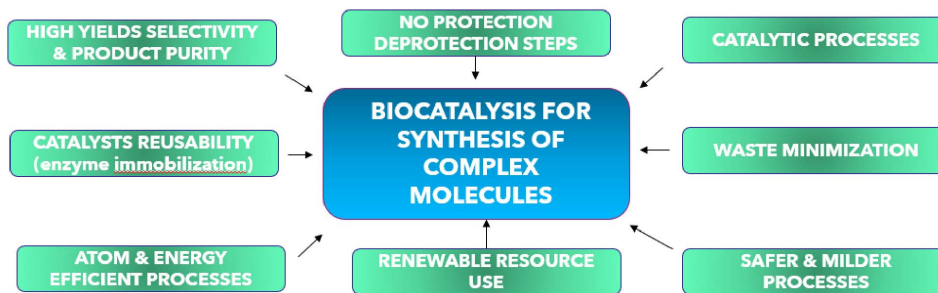 HIGH YIELDS SELECTIVITY
& PRODUCT PURITY
NO PROTECTION
DEPROTECTION STEPS
CATALYTIC PROCESSES
CATALYSTS REUSABILITY
(enzyme immobilization)
BIOCATALYSIS FOR
SYNTHESIS OF
COMPLEX
MOLECULES
WASTE MINIMIZATION
ATOM & ENERGY
EFFICIENT PROCESSES
RENEWABLE RESOURCE
USE
SAFER & MILDER
PROCESSES